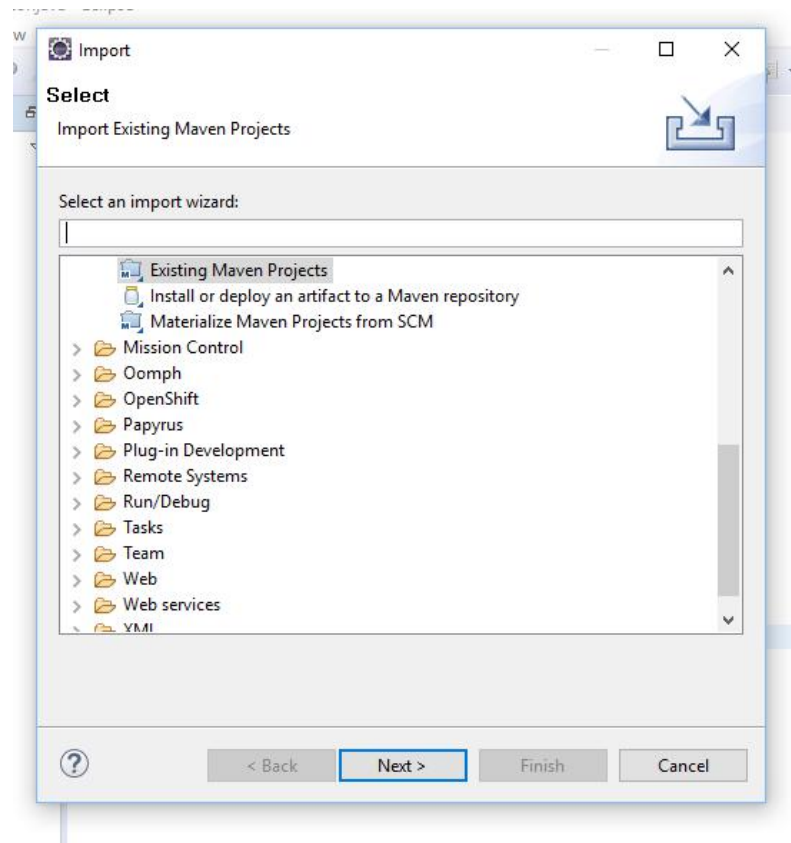 Import
Select
Import Existing Maven Projects
Select an import wizard:
Existing Maven Projects
Install or deploy an artifact to a Maven repository
Materialize Maven Projects from SCM
Mission Control
Oomph
OpenShift
Papyrus
Plug-in Development
Remote Systems
Run/Debug
Tasks
Team
Web
Web services
XML
< Back Next > Finish Cancel